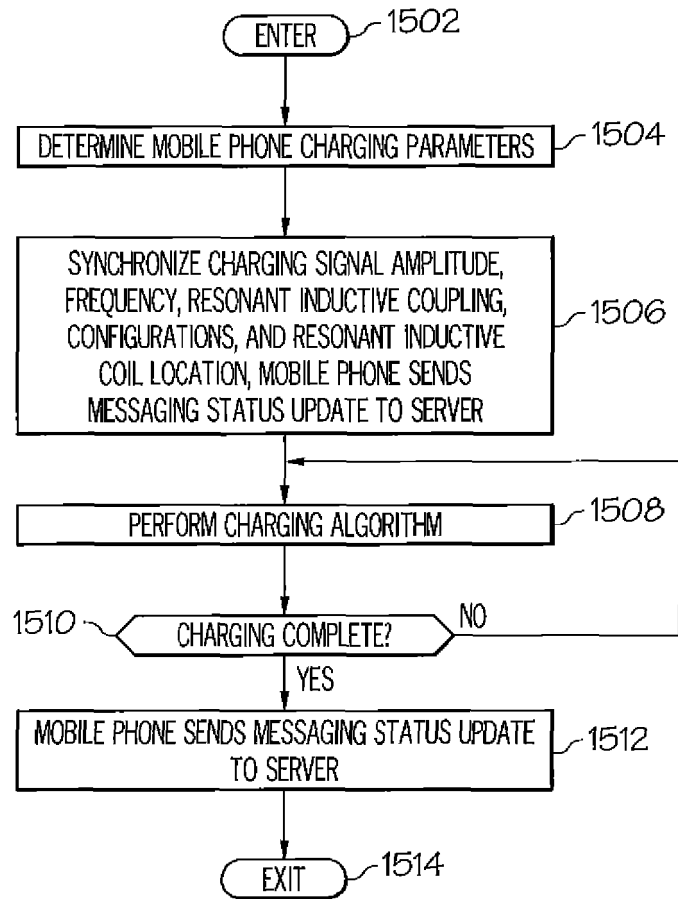 ENTER
1502
DETERMINE MOBILE PHONE CHARGING PARAMETERS
1504
SYNCHRONIZE CHARGING SIGNAL AMPLITUDE,
FREQUENCY, RESONANT INDUCTIVE COUPLING,
CONFIGURATIONS, AND RESONANT INDUCTIVE
COIL LOCATION, MOBILE PHONE SENDS
MESSAGING STATUS UPDATE TO SERVER
1506
PERFORM CHARGING ALGORITHM
1508
1510
CHARGING COMPLETE?
NO
YES
MOBILE PHONE SENDS MESSAGING STATUS UPDATE
TO SERVER
1512
EXIT
1514